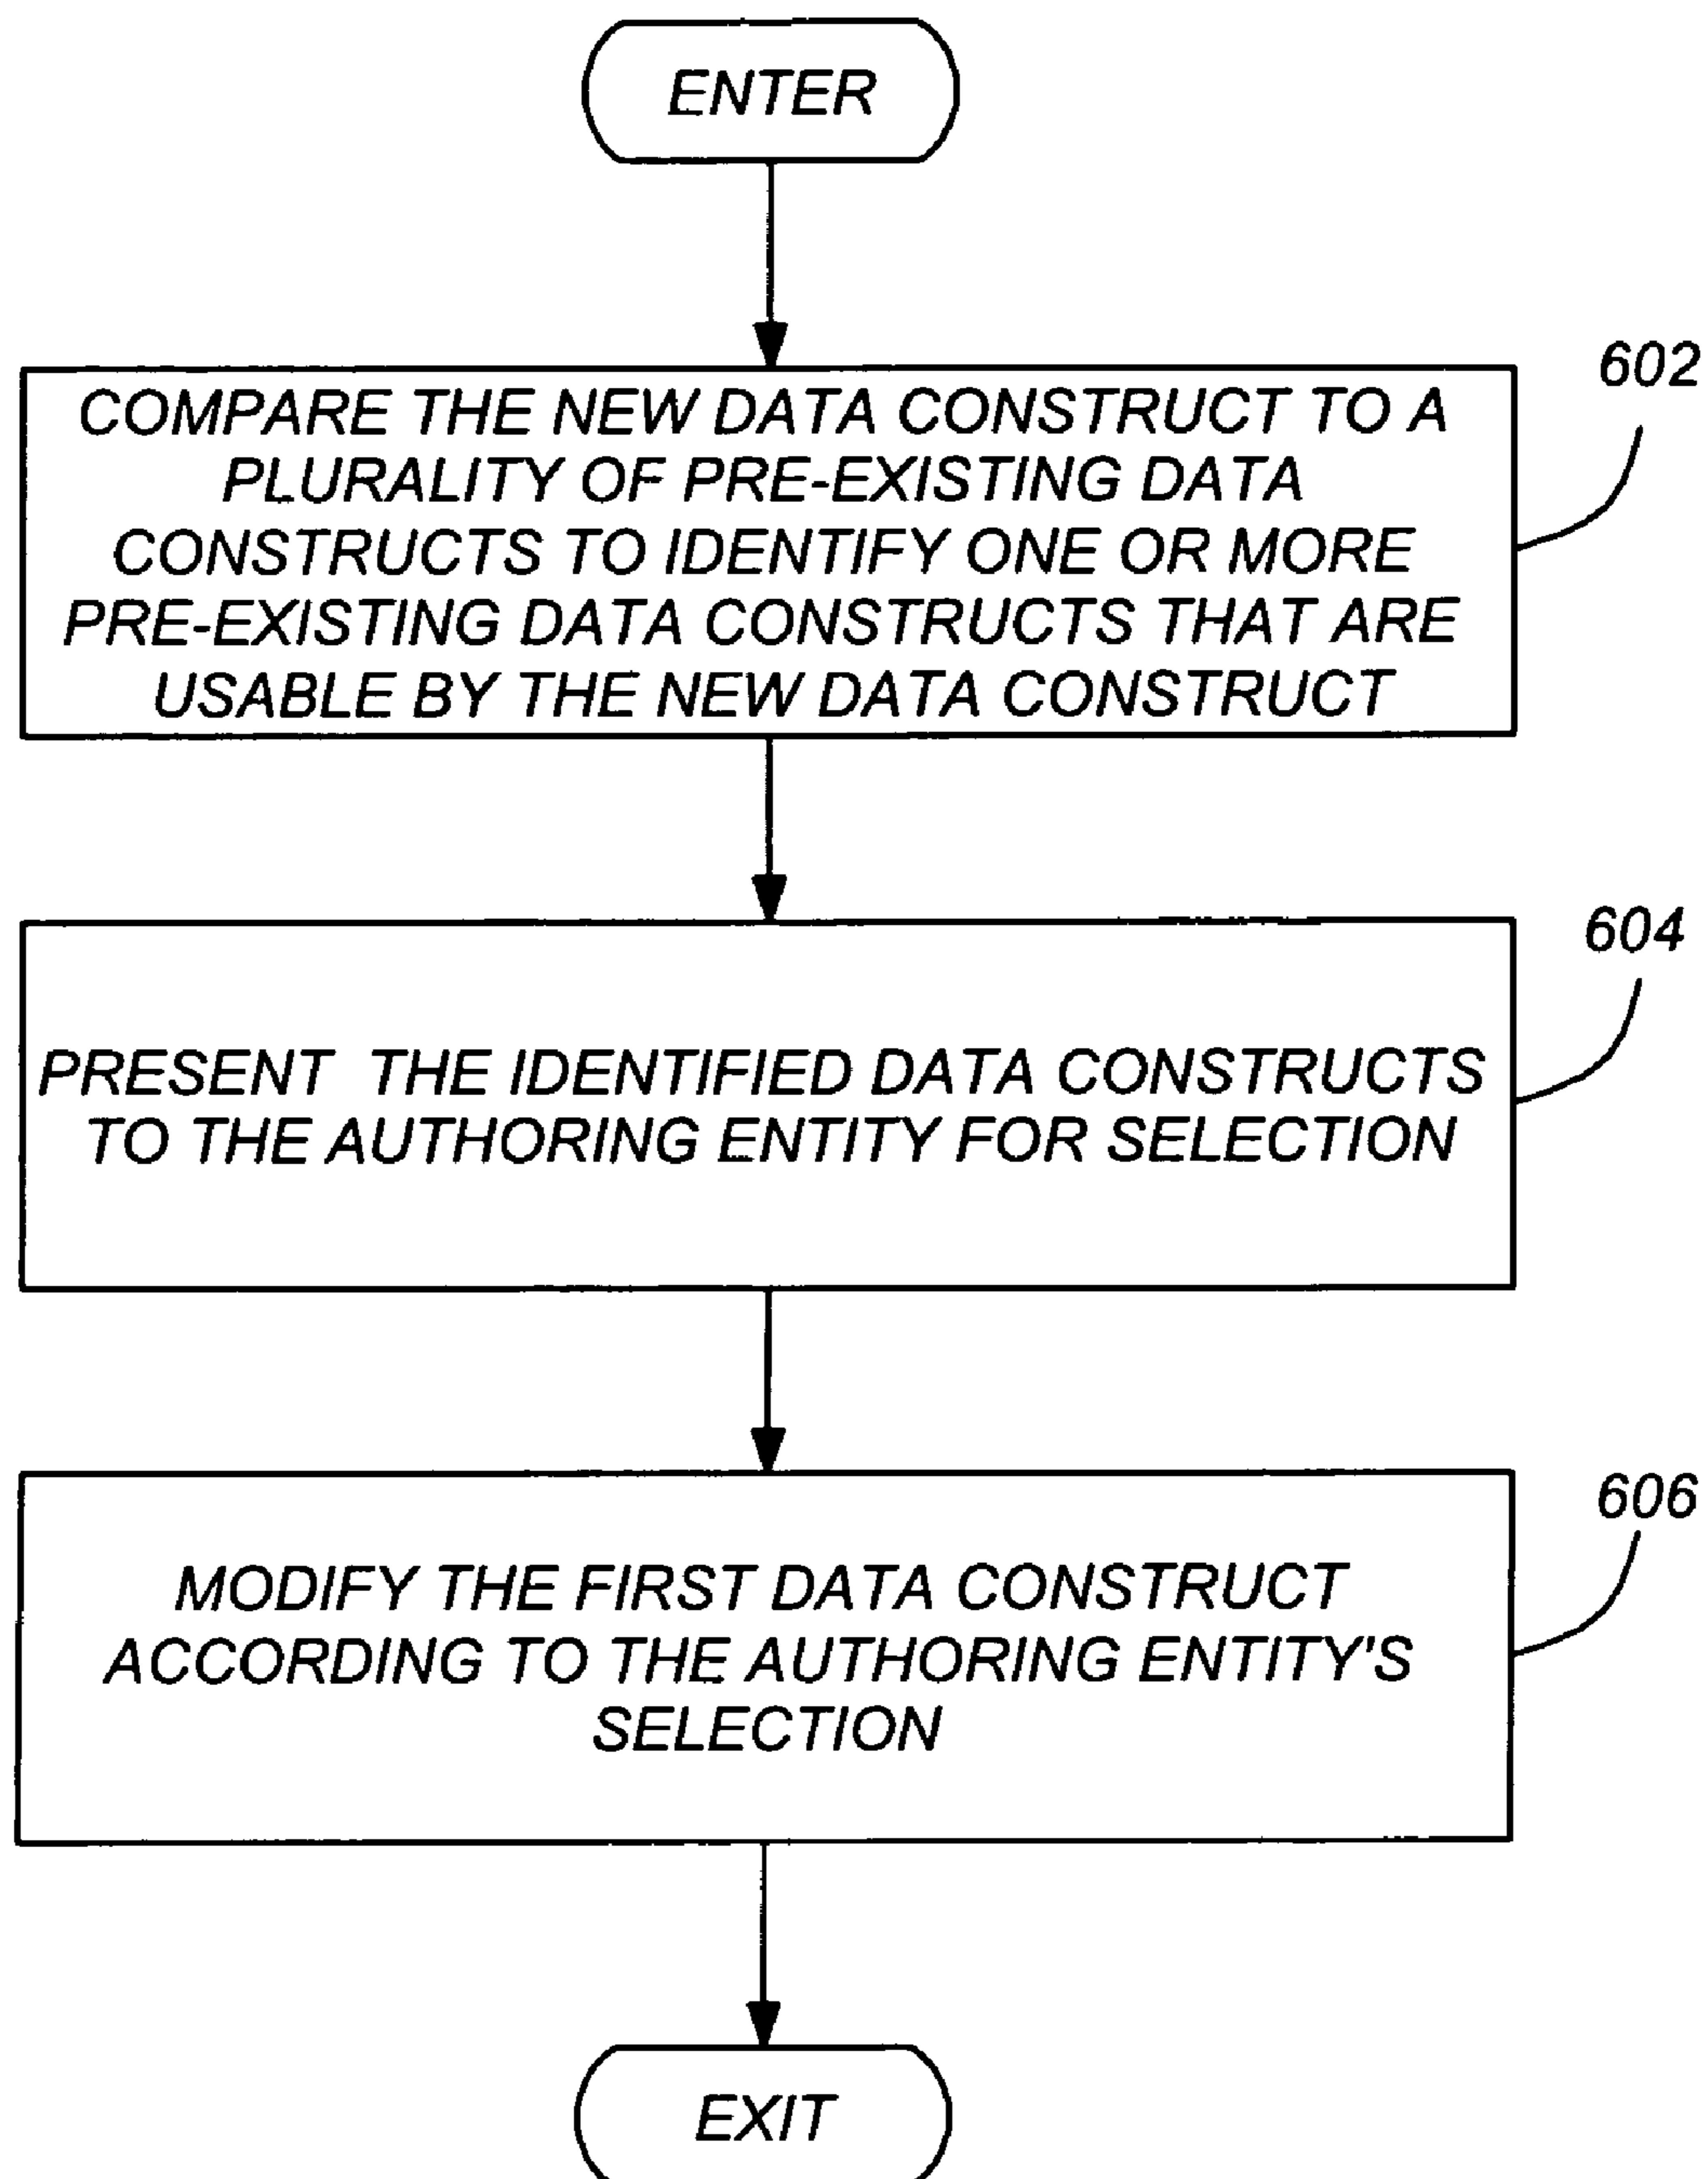 ENTER
602
COMPARE THE NEW DATA CONSTRUCT TO A
PLURALITY OF PRE-EXISTING DATA
CONSTRUCTS TO IDENTIFY ONE OR MORE
PRE-EXISTING DATA CONSTRUCTS THAT ARE
USABLE BY THE NEW DATA CONSTRUCT
604
PRESENT THE IDENTIFIED DATA CONSTRUCTS
TO THE AUTHORING ENTITY FOR SELECTION
606
MODIFY THE FIRST DATA CONSTRUCT
ACCORDING TO THE AUTHORING ENTITY'S
SELECTION
EXIT